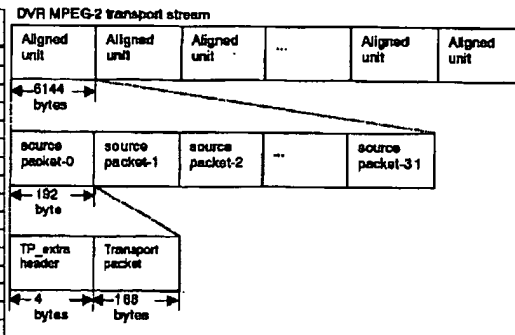 DVR MPEG-2 transport stream
Aligned unit
Aligned unit
Aligned unit
...
Aligned unit
Aligned unit
6144 bytes
source packet-0
source packet-1
source packet-2
...
source packet-31
192 byte
TP_extra header
Transport packet
4 bytes
188 bytes